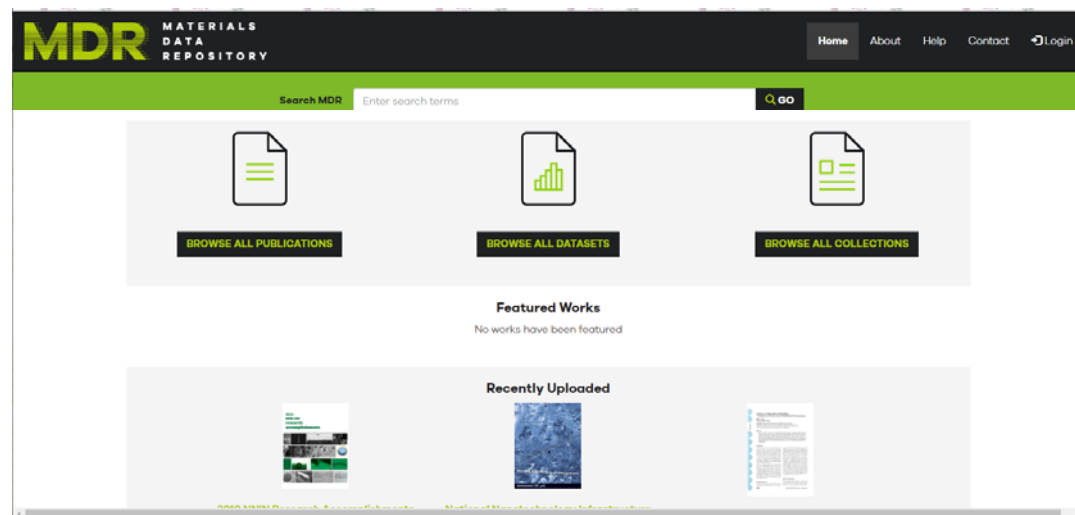 MDR MATERIALS
DATA
REPOSITORY
Home About Help Contact Login
Search MDR Enter search terms GO
BROWSE ALL PUBLICATIONS BROWSE ALL DATASETS BROWSE ALL COLLECTIONS
Featured Works
No works have been featured
Recently Uploaded